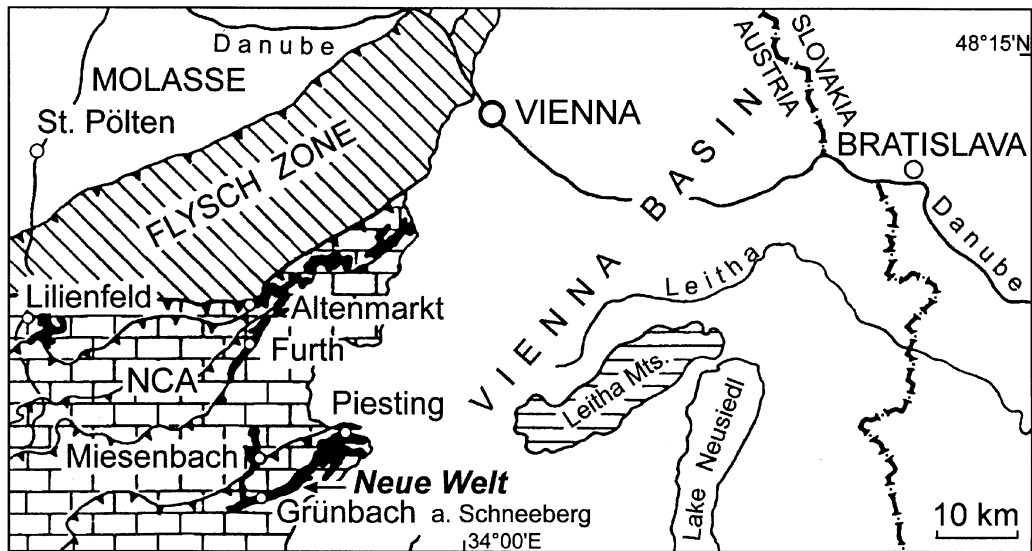 Danube
MOLASSE
St. Pölten
FLYSCH ZONE
VIENNA
AUSTRIA
SLOVAKIA
48°15'N
BRATISLAVA
Danube
VIENNA BASIN
Leitha
Lilienfeld
Altenmarkt
Furth
NCA
Piesting
Leitha Mts.
Lake Neusiedl
Miesenbach
Neue Welt
Grünbach a. Schneeberg
34°00'E
10 km